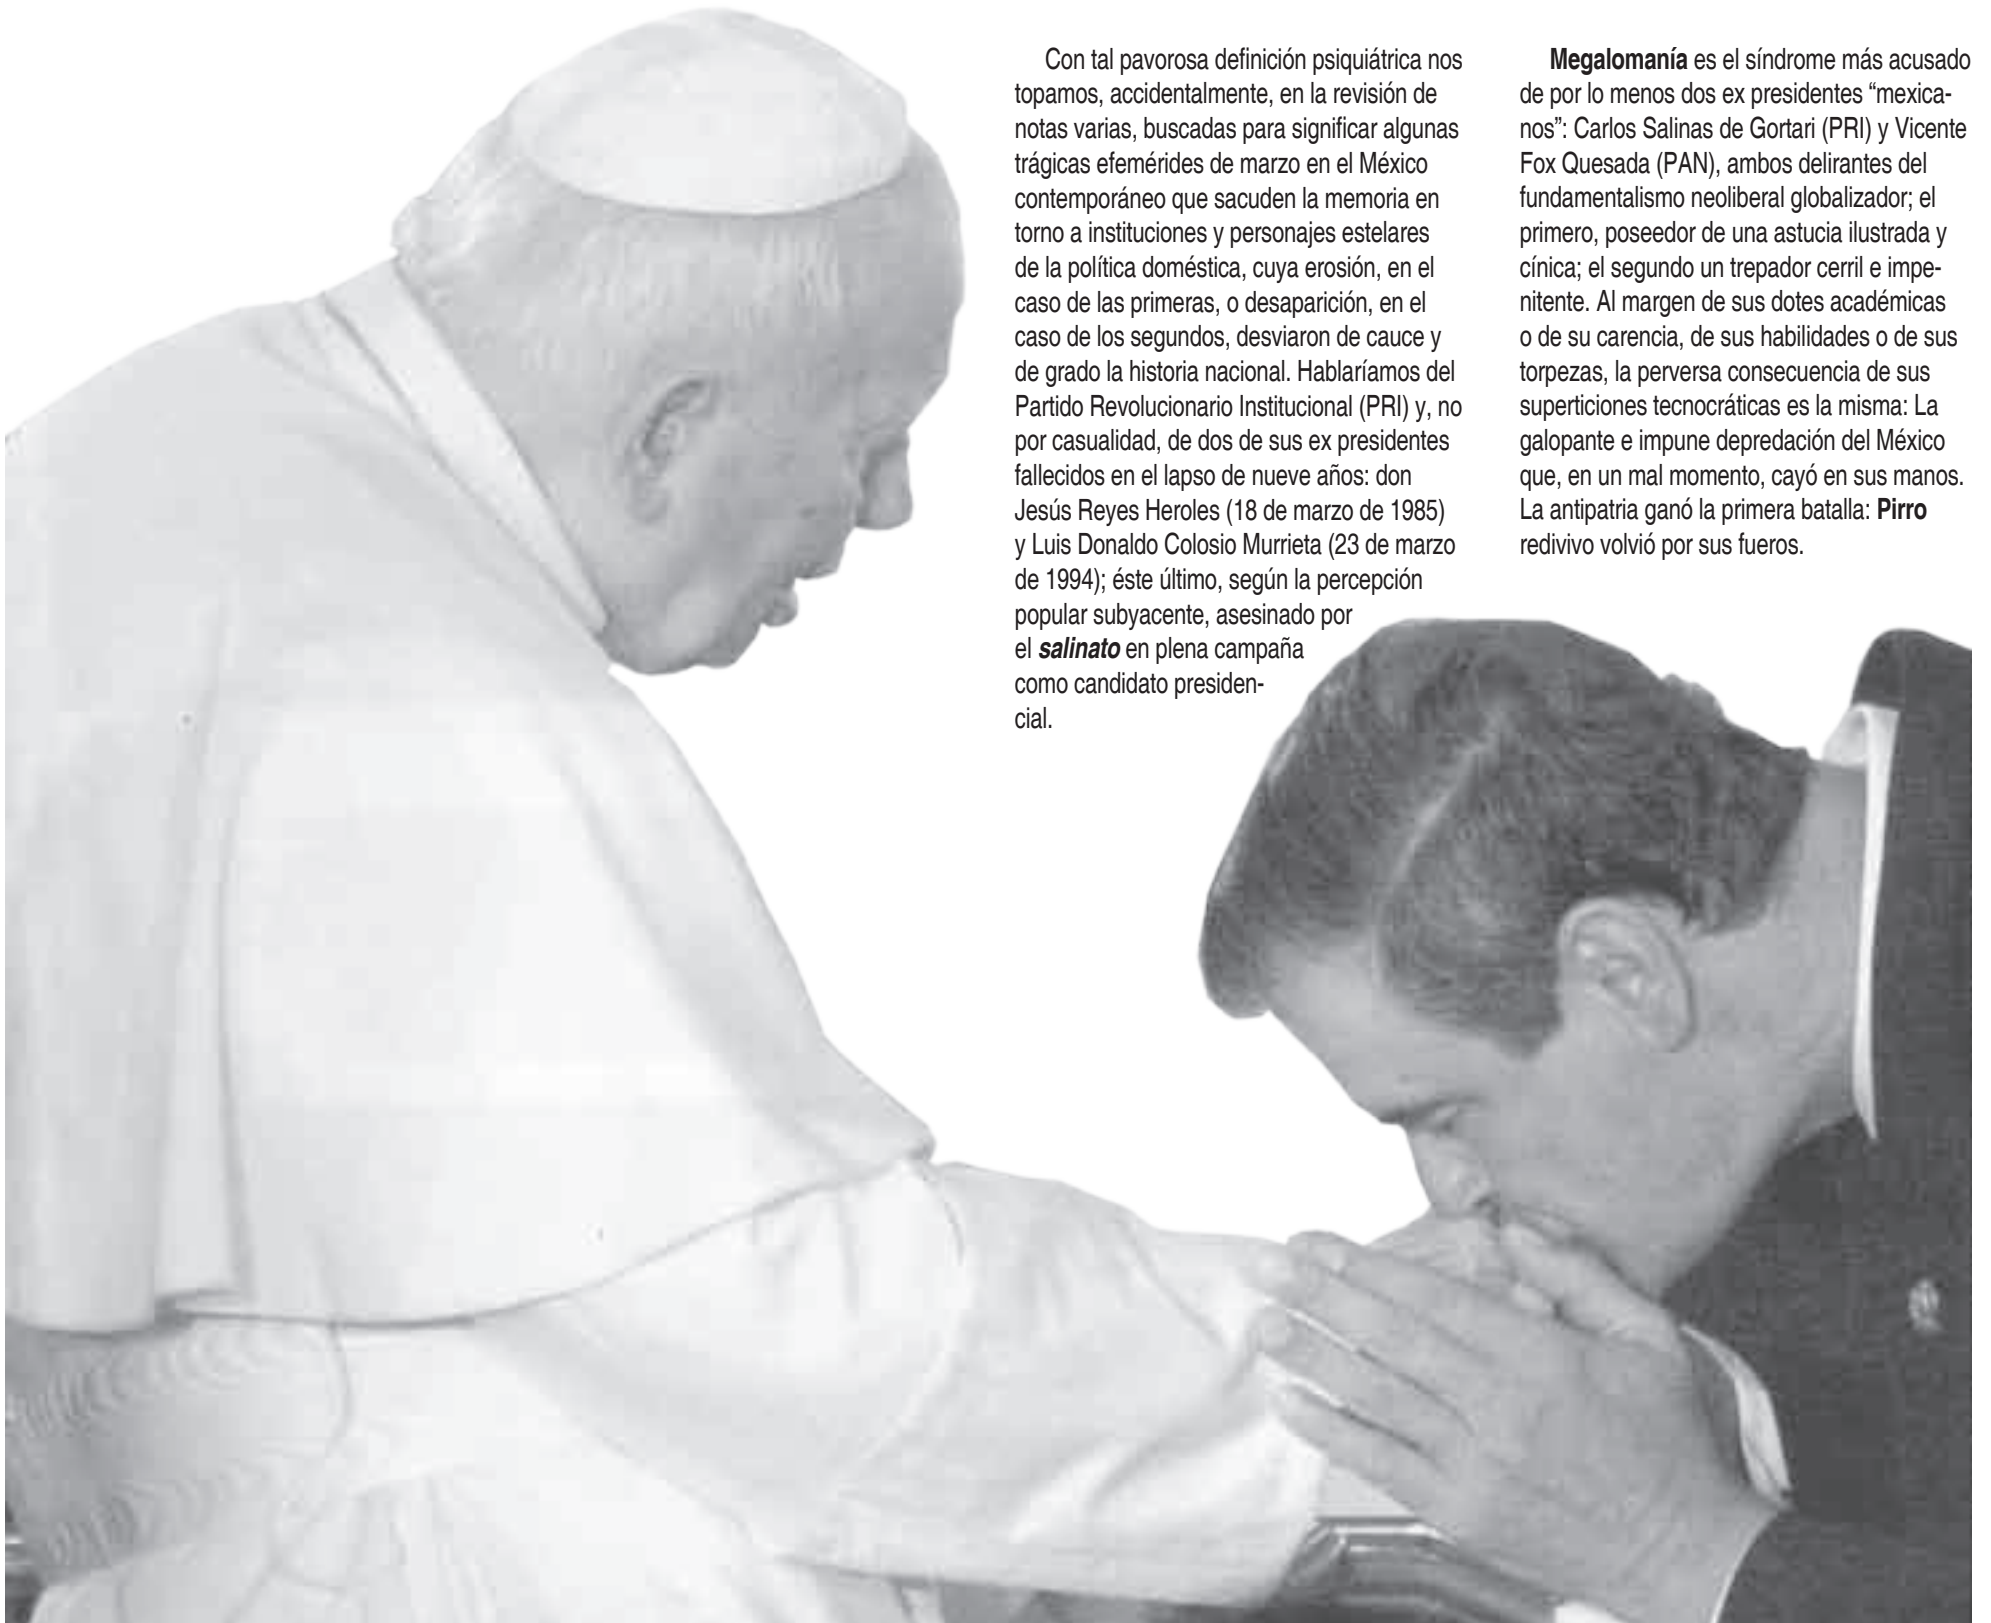 Con tal pavorosa definición psiquiátrica nos
topamos, accidentalmente, en la revisión de
notas varias, buscadas para significar algunas
trágicas efemérides de marzo en el México
contemporáneo que sacuden la memoria en
torno a instituciones y personajes estelares
de la política doméstica, cuya erosión, en el
caso de las primeras, o desaparición, en el
caso de los segundos, desviaron de cauce y
de grado la historia nacional. Hablaríamos del
Partido Revolucionario Institucional (PRI) y, no
por casualidad, de dos de sus ex presidentes
fallecidos en el lapso de nueve años: don
Jesús Reyes Heroles (18 de marzo de 1985)
y Luis Donaldo Colosio Murrieta (23 de marzo
de 1994); éste último, según la percepción
popular subyacente, asesinado por
el salinato en plena campaña
como candidato presiden-
cial.
Megalomanía es el síndrome más acusado
de por lo menos dos ex presidentes “mexica-
nos”: Carlos Salinas de Gortari (PRI) y Vicente
Fox Quesada (PAN), ambos delirantes del
fundamentalismo neoliberal globalizador; el
primero, poseedor de una astucia ilustrada y
cínica; el segundo un trepador cerril e impe-
nitente. Al margen de sus dotes académicas
o de su carencia, de sus habilidades o de sus
torpezas, la perversa consecuencia de sus
superticiones tecnocráticas es la misma: La
galopante e impune depredación del México
que, en un mal momento, cayó en sus manos.
La antipatria ganó la primera batalla: Pirro
redivivo volvió por sus fueros.